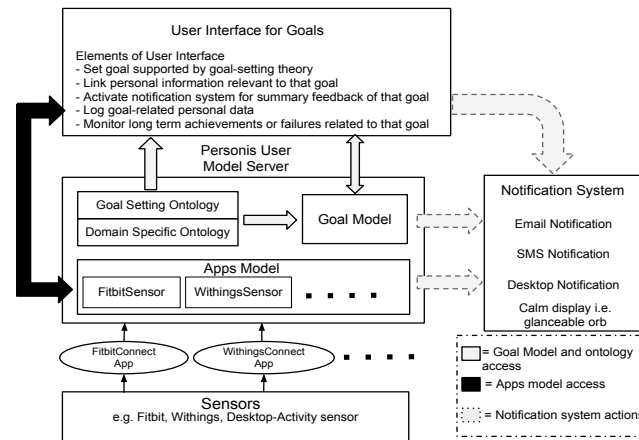 User Interface for Goals
Elements of User Interface
- Set goal supported by goal-setting theory
- Link personal information relevant to that goal
- Activate notification system for summary feedback of that goal
- Log goal-related personal data
- Monitor long term achievements or failures related to that goal
Personis User
Model Server
Goal Setting Ontology
Domain Specific Ontology
Goal Model
Apps Model
FitbitSensor
WithingsSensor
FitbitConnect
App
WithingsConnect
App
Sensors
e.g. Fitbit, Withings, Desktop-Activity sensor
Notification System
Email Notification
SMS Notification
Desktop Notification
Calm display i.e.
glanceable orb
= Goal Model and ontology
access
= Apps model access
= Notification system actions